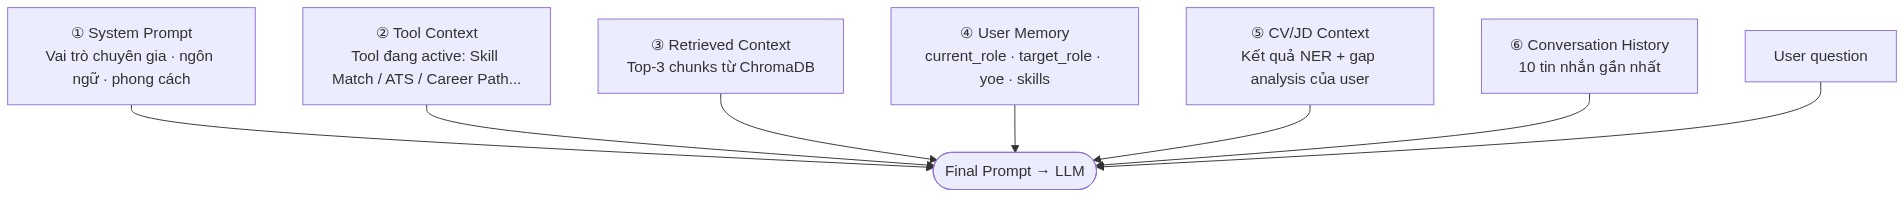 ① System Prompt
Vai trò chuyên gia · ngôn
ngữ · phong cách
② Tool Context
Tool đang active: Skill
Match / ATS / Career Path...
③ Retrieved Context
Top-3 chunks từ ChromaDB
④ User Memory
current_role · target_role ·
yoe · skills
⑤ CV/JD Context
Kết quả NER + gap
analysis của user
⑥ Conversation History
10 tin nhắn gần nhất
User question
Final Prompt → LLM